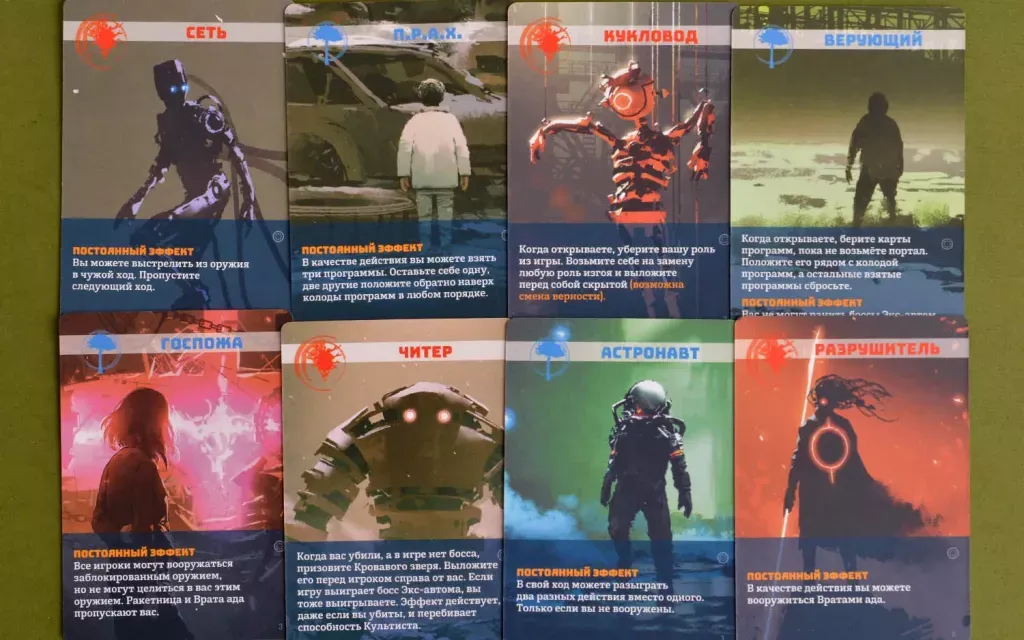 СЕТЬ
ПОСТОЯННЫЙ ЭФФЕКТ
Вы можете выстрелить из оружия
в чужой ход. Пропустите
следующий ход.
П.Р.А.Х.
ПОСТОЯННЫЙ ЭФФЕКТ
В качестве действия вы можете взять
три программы. Оставьте себе одну,
две другие положите обратно наверх
колоды программ в любом порядке.
КУКЛОВОД
Когда открываете, уберите вашу роль
из игры. Возьмите себе на замену
любую роль изгоя и выложите
перед собой скрытой (возможна
смена верности).
ВЕРУЮЩИЙ
Когда открываете, берите карты
программ, пока не возьмёте портал.
Положите его рядом с колодой
программ, а остальные взятые
программы сбросьте.
ПОСТОЯННЫЙ ЭФФЕКТ
Вас не могут ранить боссы Экс-автом
ГОСПОЖА
ПОСТОЯННЫЙ ЭФФЕКТ
Все игроки могут вооружаться
заблокированным оружием,
но не могут целиться в вас этим
оружием. Ракетница и Врата ада
пропускают вас.
ЧИТЕР
Когда вас убили, а в игре нет босса,
призовите Кровавого зверя. Выложите
его перед игроком справа от вас. Если
игру выиграет босс Экс-автома, вы
тоже выигрываете. Эффект действует,
даже если вы убиты, и перебивает
способность Культиста.
АСТРОНАВТ
ПОСТОЯННЫЙ ЭФФЕКТ
В свой ход можете разыграть
два разных действия вместо одного.
Только если вы не вооружены.
РАЗРУШИТЕЛЬ
ПОСТОЯННЫЙ ЭФФЕКТ
В качестве действия вы можете
вооружиться Вратами ада.